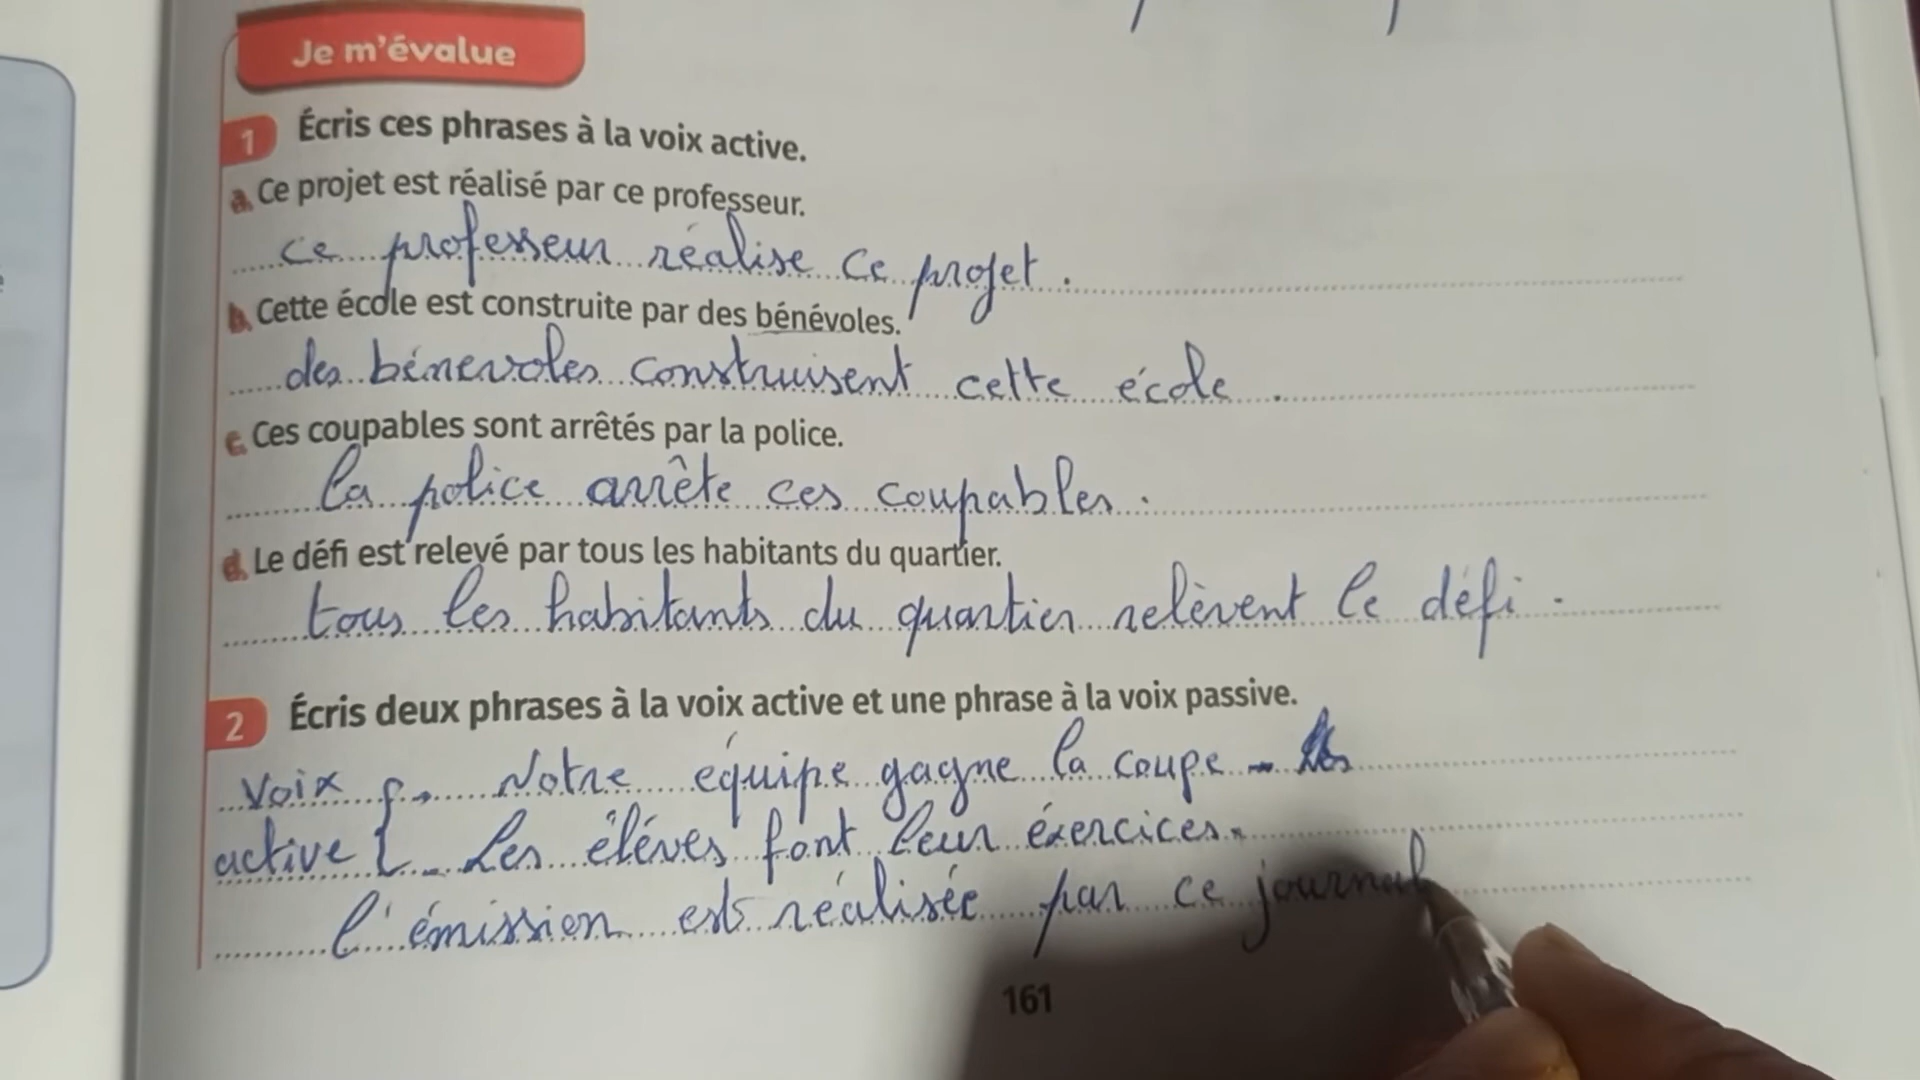 Je m'évalue
1 Écris ces phrases à la voix active.
a. Ce projet est réalisé par ce professeur.
ce professeur réalise ce projet.
b. Cette école est construite par des bénévoles.
des bénevoles construisent cette école.
c. Ces coupables sont arrêtés par la police.
la police arrête ces coupables.
d. Le défi est relevé par tous les habitants du quartier.
tous les habitants du quartier relèvent le défi.
2 Écris deux phrases à la voix active et une phrase à la voix passive.
Voix - Notre équipe gagne la coupe -
active { - Les éléves font leur éxercices.
l'émission est réalisée par ce journal
161